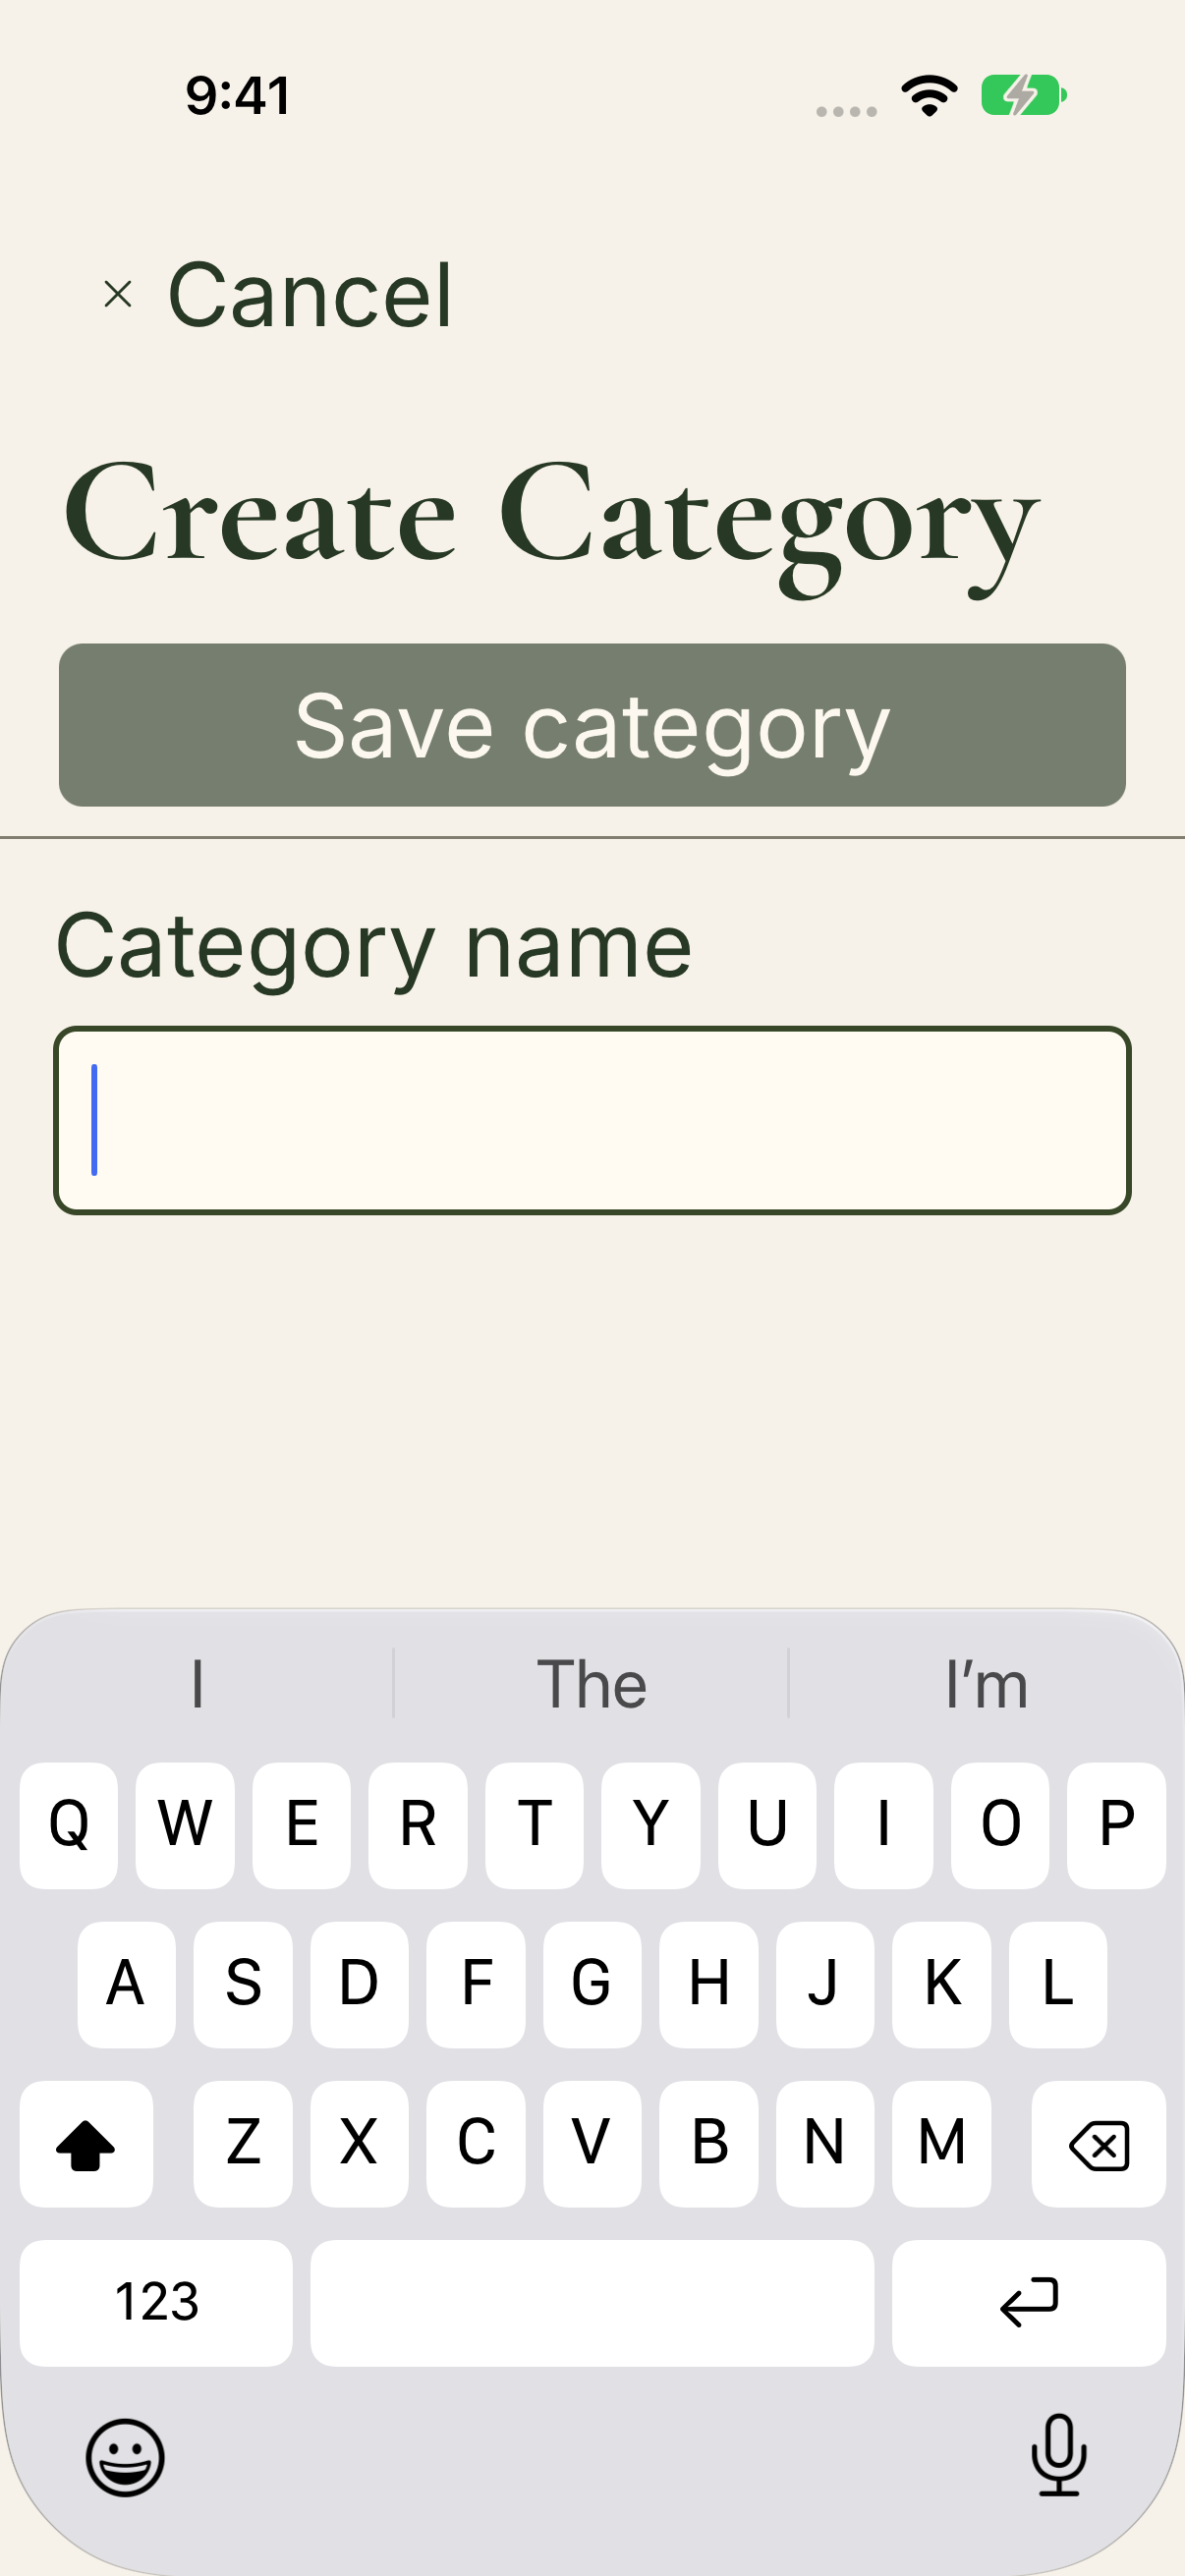 9:41
Cancel
Create Category
Save category
Category name
I The I’m
Q W E R T Y U I O P
A S D F G H J K L
Z X C V B N M
123